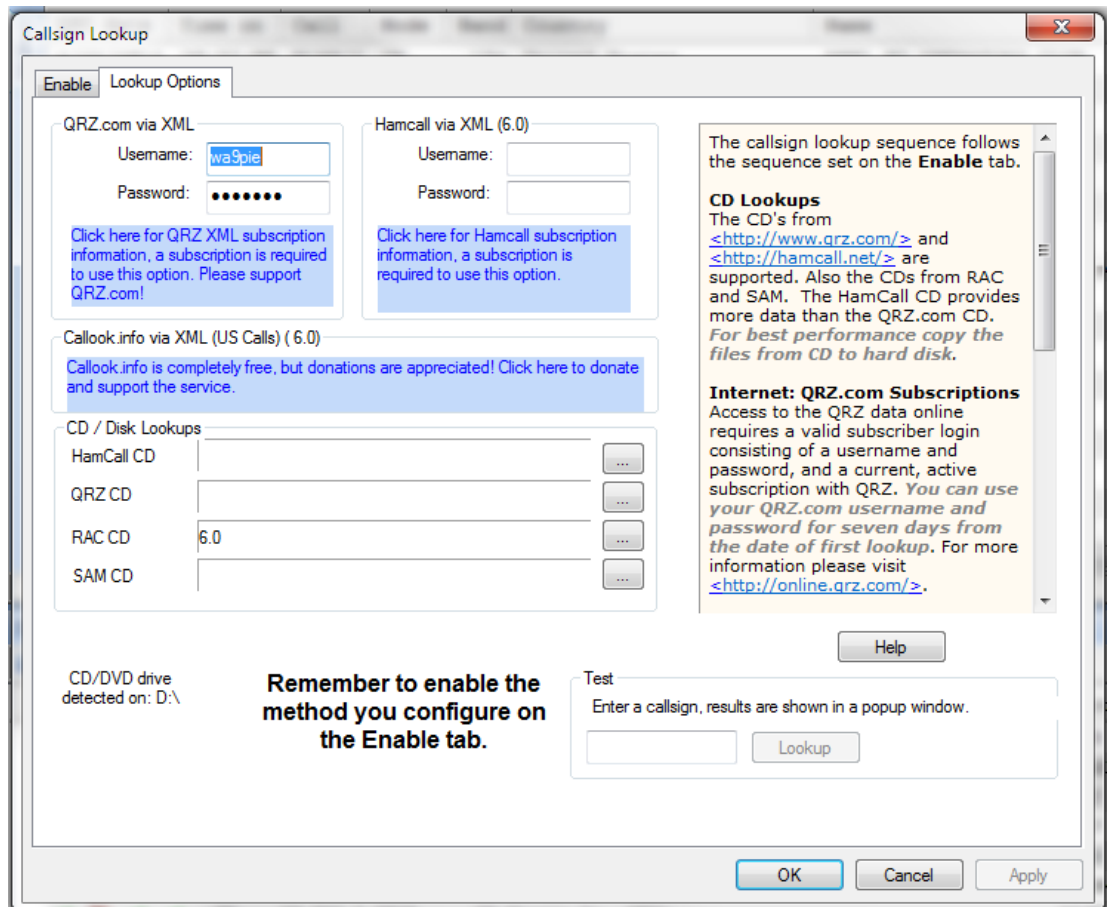 Callsign Lookup
Enable
Lookup Options
QRZ.com via XML
Username: wa9pie
Password: •••••••
Click here for QRZ XML subscription
information, a subscription is required
to use this option. Please support
QRZ.com!
Hamcall via XML (6.0)
Username:
Password:
Click here for Hamcall subscription
information, a subscription is
required to use this option.
Callook.info via XML (US Calls) ( 6.0)
Callook.info is completely free, but donations are appreciated! Click here to donate
and support the service.
CD / Disk Lookups
HamCall CD ...
QRZ CD ...
RAC CD 6.0 ...
SAM CD ...
The callsign lookup sequence follows
the sequence set on the Enable tab.
CD Lookups
The CD's from
<http://www.qrz.com/> and
<http://hamcall.net/> are
supported. Also the CDs from RAC
and SAM. The HamCall CD provides
more data than the QRZ.com CD.
For best performance copy the
files from CD to hard disk.
Internet: QRZ.com Subscriptions
Access to the QRZ data online
requires a valid subscriber login
consisting of a username and
password, and a current, active
subscription with QRZ. You can use
your QRZ.com username and
password for seven days from
the date of first lookup. For more
information please visit
<http://online.qrz.com/>.
Help
CD/DVD drive
detected on: D:\
Remember to enable the
method you configure on
the Enable tab.
Test
Enter a callsign, results are shown in a popup window.
Lookup
OK
Cancel
Apply